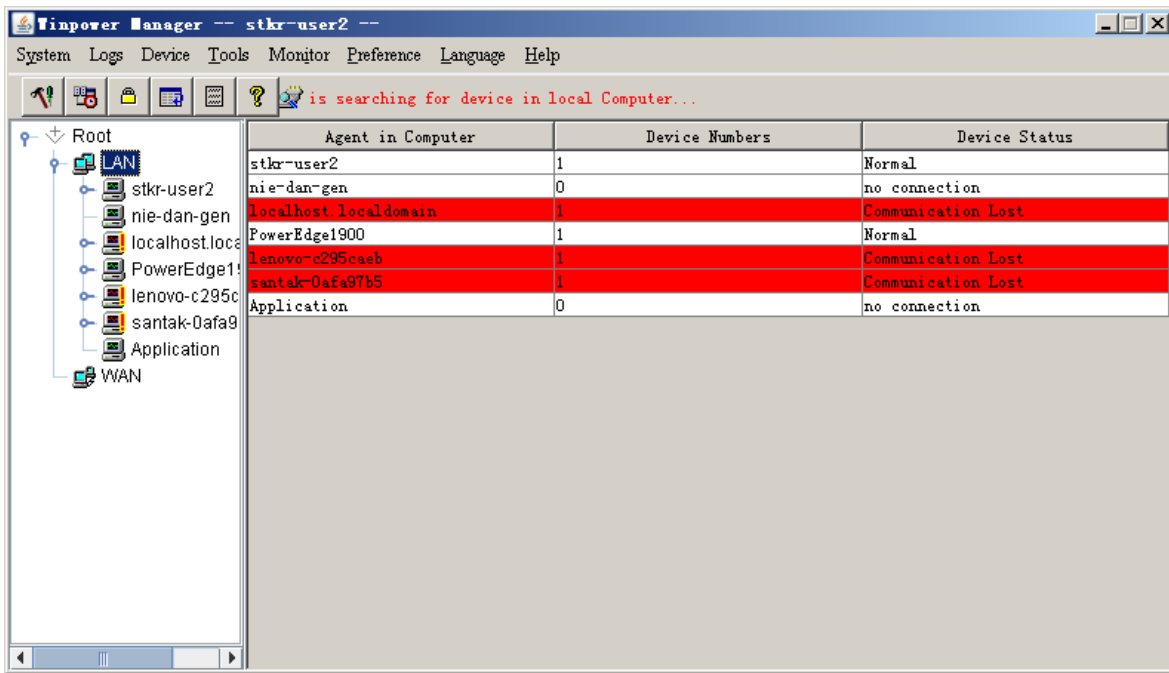 Winpower Manager -- stkr-user2 --
System Logs Device Tools Monitor Preference Language Help
is searching for device in local Computer...
Root
LAN
stkr-user2
nie-dan-gen
localhost.loca
PowerEdge19
lenovo-c295c
santak-0afa9
Application
WAN
Agent in Computer Device Numbers Device Status
stkr-user2 1 Normal
nie-dan-gen 0 no connection
localhost.localdomain 1 Communication Lost
PowerEdge1900 1 Normal
lenovo-c295caeb 1 Communication Lost
santak-0afa97b5 1 Communication Lost
Application 0 no connection